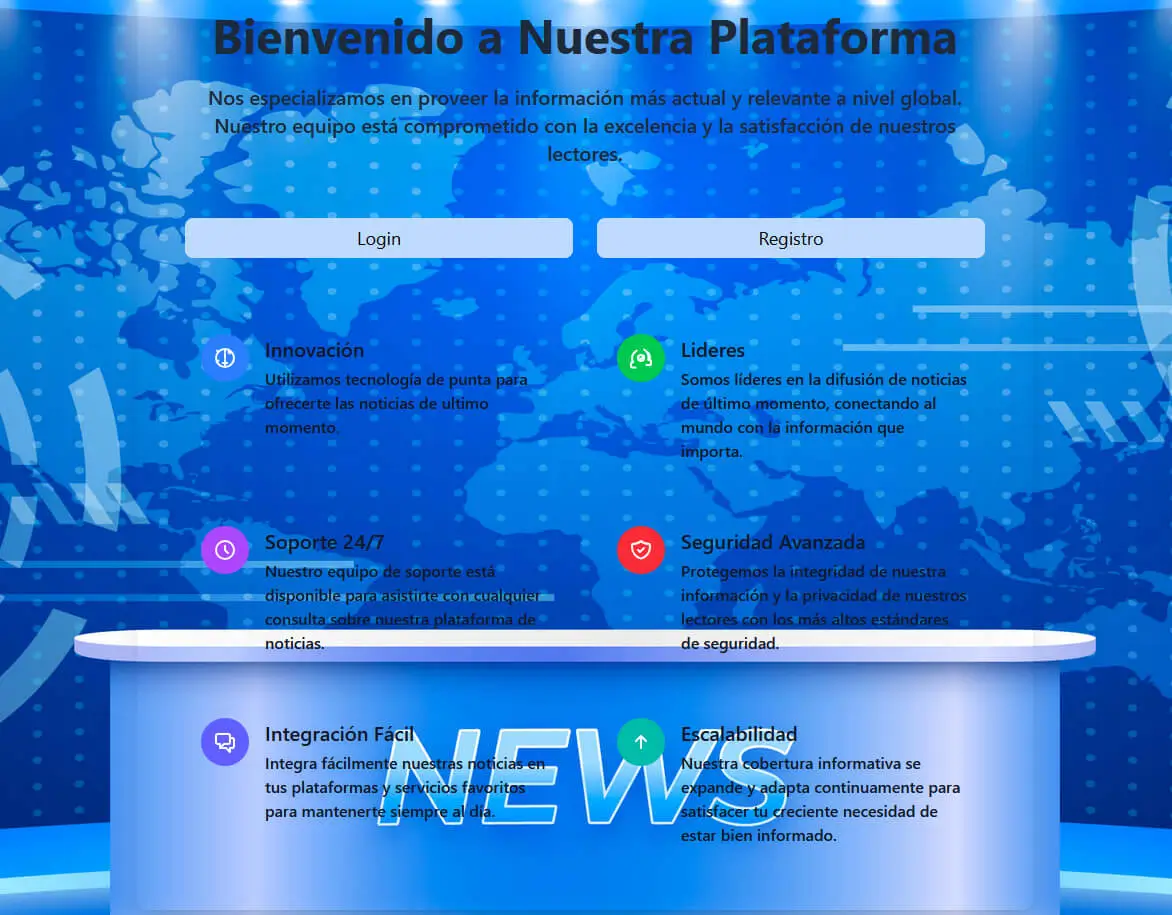 Bienvenido a Nuestra Plataforma
Nos especializamos en proveer la información más actual y relevante a nivel global.
Nuestro equipo está comprometido con la excelencia y la satisfacción de nuestros
lectores.
Login
Registro
Innovación
Utilizamos tecnología de punta para
ofrecerte las noticias de ultimo
momento.
Lideres
Somos líderes en la difusión de noticias
de último momento, conectando al
mundo con la información que
importa.
Soporte 24/7
Nuestro equipo de soporte está
disponible para asistirte con cualquier
consulta sobre nuestra plataforma de
noticias.
Seguridad Avanzada
Protegemos la integridad de nuestra
información y la privacidad de nuestros
lectores con los más altos estándares
de seguridad.
Integración Fácil
Integra fácilmente nuestras noticias en
tus plataformas y servicios favoritos
para mantenerte siempre al día.
Escalabilidad
Nuestra cobertura informativa se
expande y adapta continuamente para
satisfacer tu creciente necesidad de
estar bien informado.
NEWS